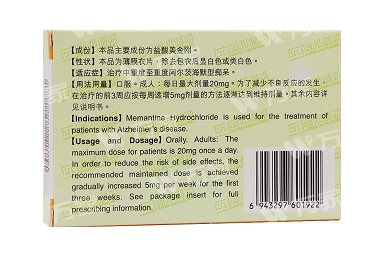 【成份】本品主要成份为盐酸美金刚。
【性状】本品为薄膜衣片，除去包衣后显白色或类白色。
【适应症】治疗中重度至重度阿尔茨海默型痴呆。
【用法用量】口服。成人：每日最大剂量20mg。为了减少不良反应的发生，
在治疗的前3周应按每周递增5mg剂量的方法逐渐达到维持剂量。其余内容详
见说明书。
【Indications】Memantine Hydrochloride is used for the treatment of
patients with Alzheimer's disease.
【Usage and Dosage】Orally. Adults: The
maximum dose for patients is 20mg once a day.
In order to reduce the risk of side effects, the
recommended maintained dose is achieved
gradually increased 5mg per week for the first
three weeks. See package insert for full
prescribing information.
6 943297 601922